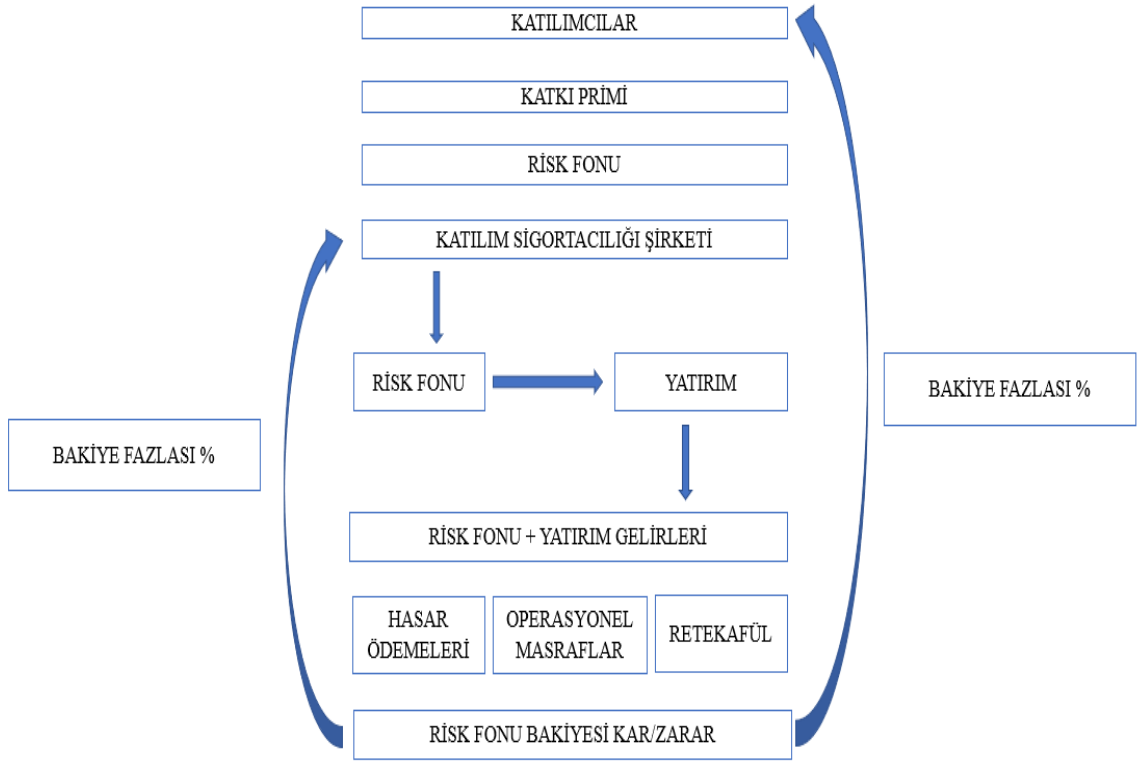 KATILIMCILAR
KATKI PRİMİ
RİSK FONU
KATILIM SİGORTACILIĞI ŞİRKETİ
RİSK FONU
YATIRIM
BAKİYE FAZLASI %
BAKİYE FAZLASI %
RİSK FONU + YATIRIM GELİRLERİ
HASAR
ÖDEMELERİ
OPERASYONEL
MASRAFLAR
RETEKAFÜL
RİSK FONU BAKİYESİ KAR/ZARAR